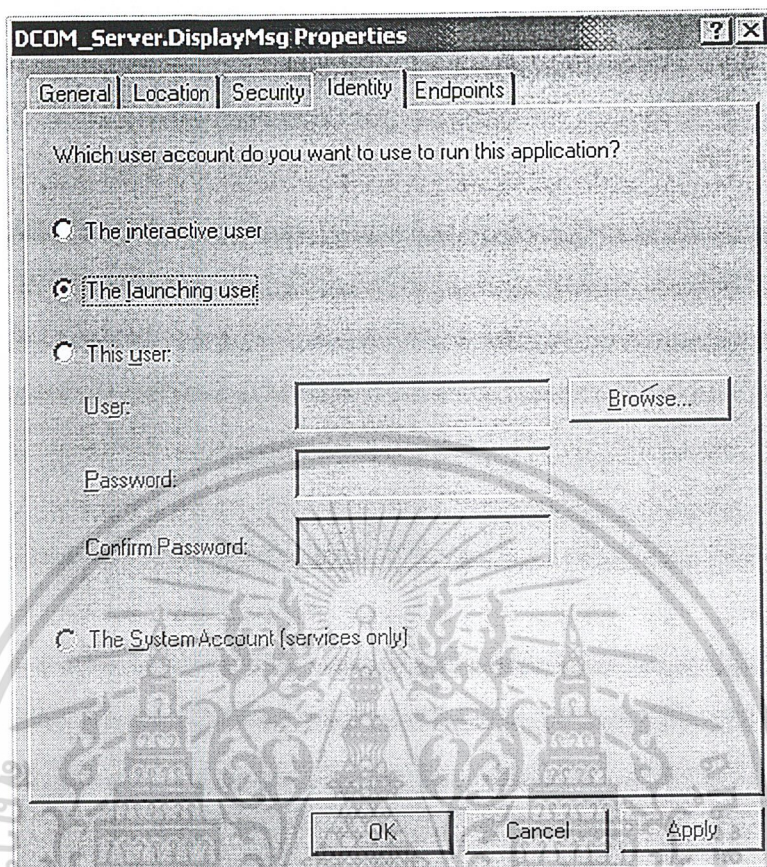 DCOM_Server.DisplayMsg Properties
General Location Security Identity Endpoints
Which user account do you want to use to run this application?
The interactive user
The launching user
This user:
User: Browse...
Password:
Confirm Password:
The System Account (services only)
OK Cancel Apply